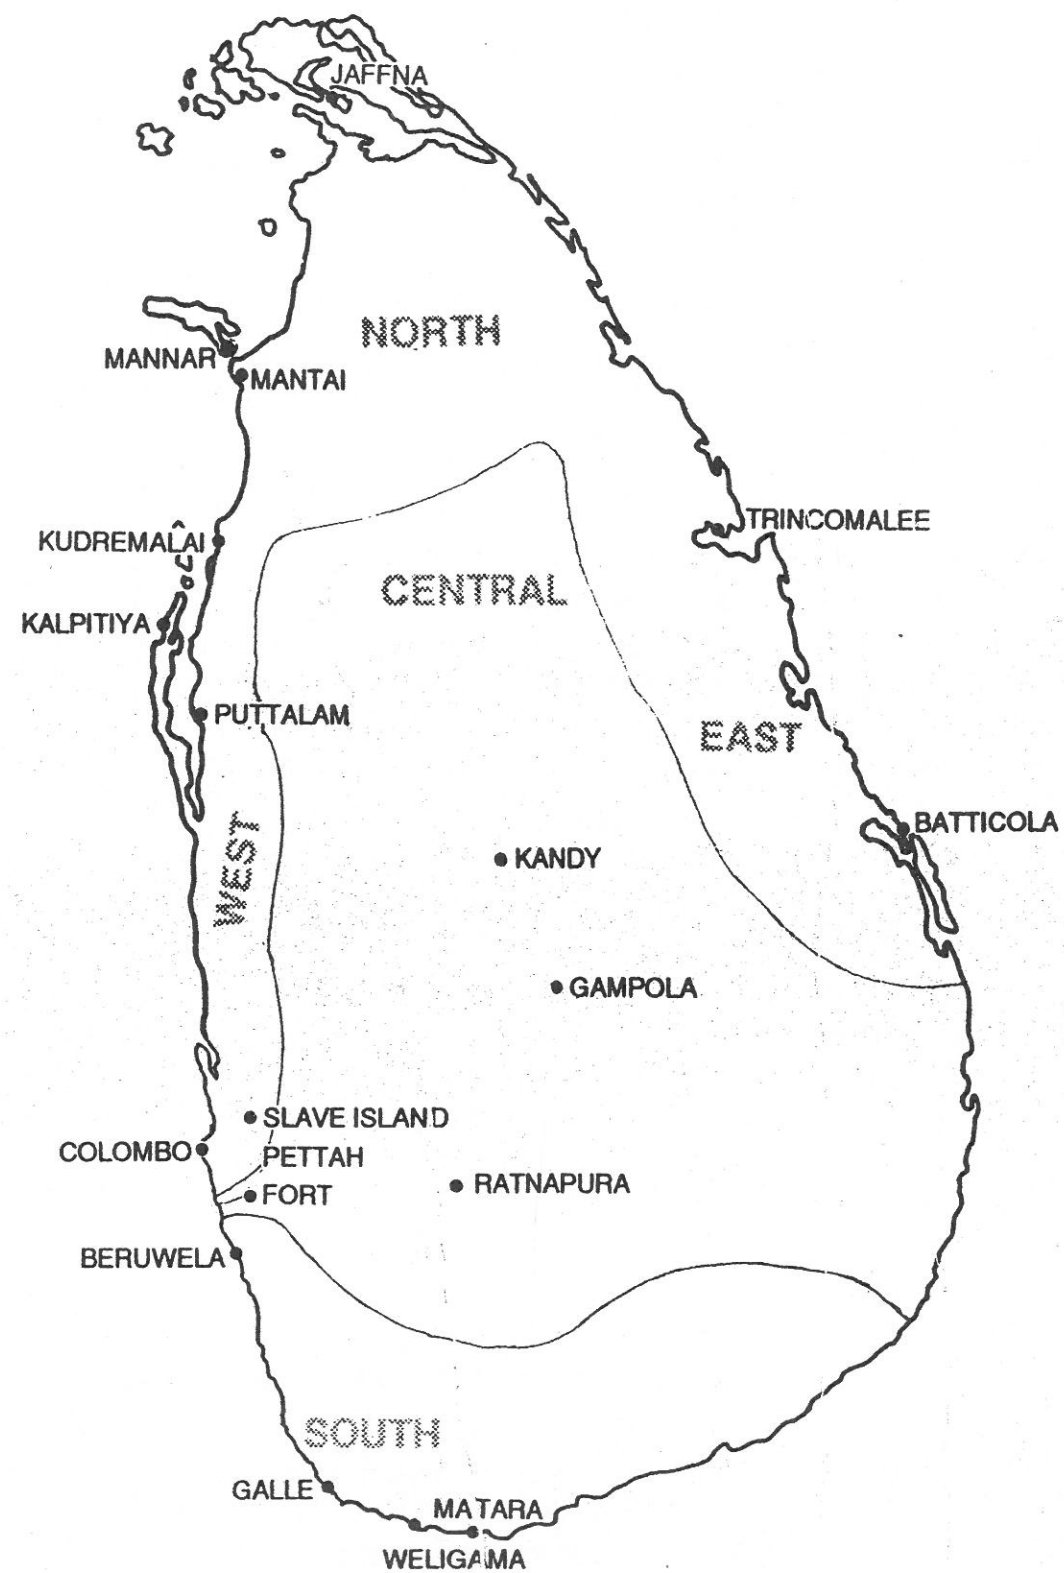 JAFFNA
NORTH
MANNAR
MANTAI
TRINCOMALEE
KUDREMALÂI
CENTRAL
KALPITIYA
PUTTALAM
EAST
BATTICOLA
WEST
KANDY
GAMPOLA
SLAVE ISLAND
COLOMBO
PETTAH
RATNAPURA
FORT
BERUWELA
SOUTH
GALLE
MATARA
WELIGAMA